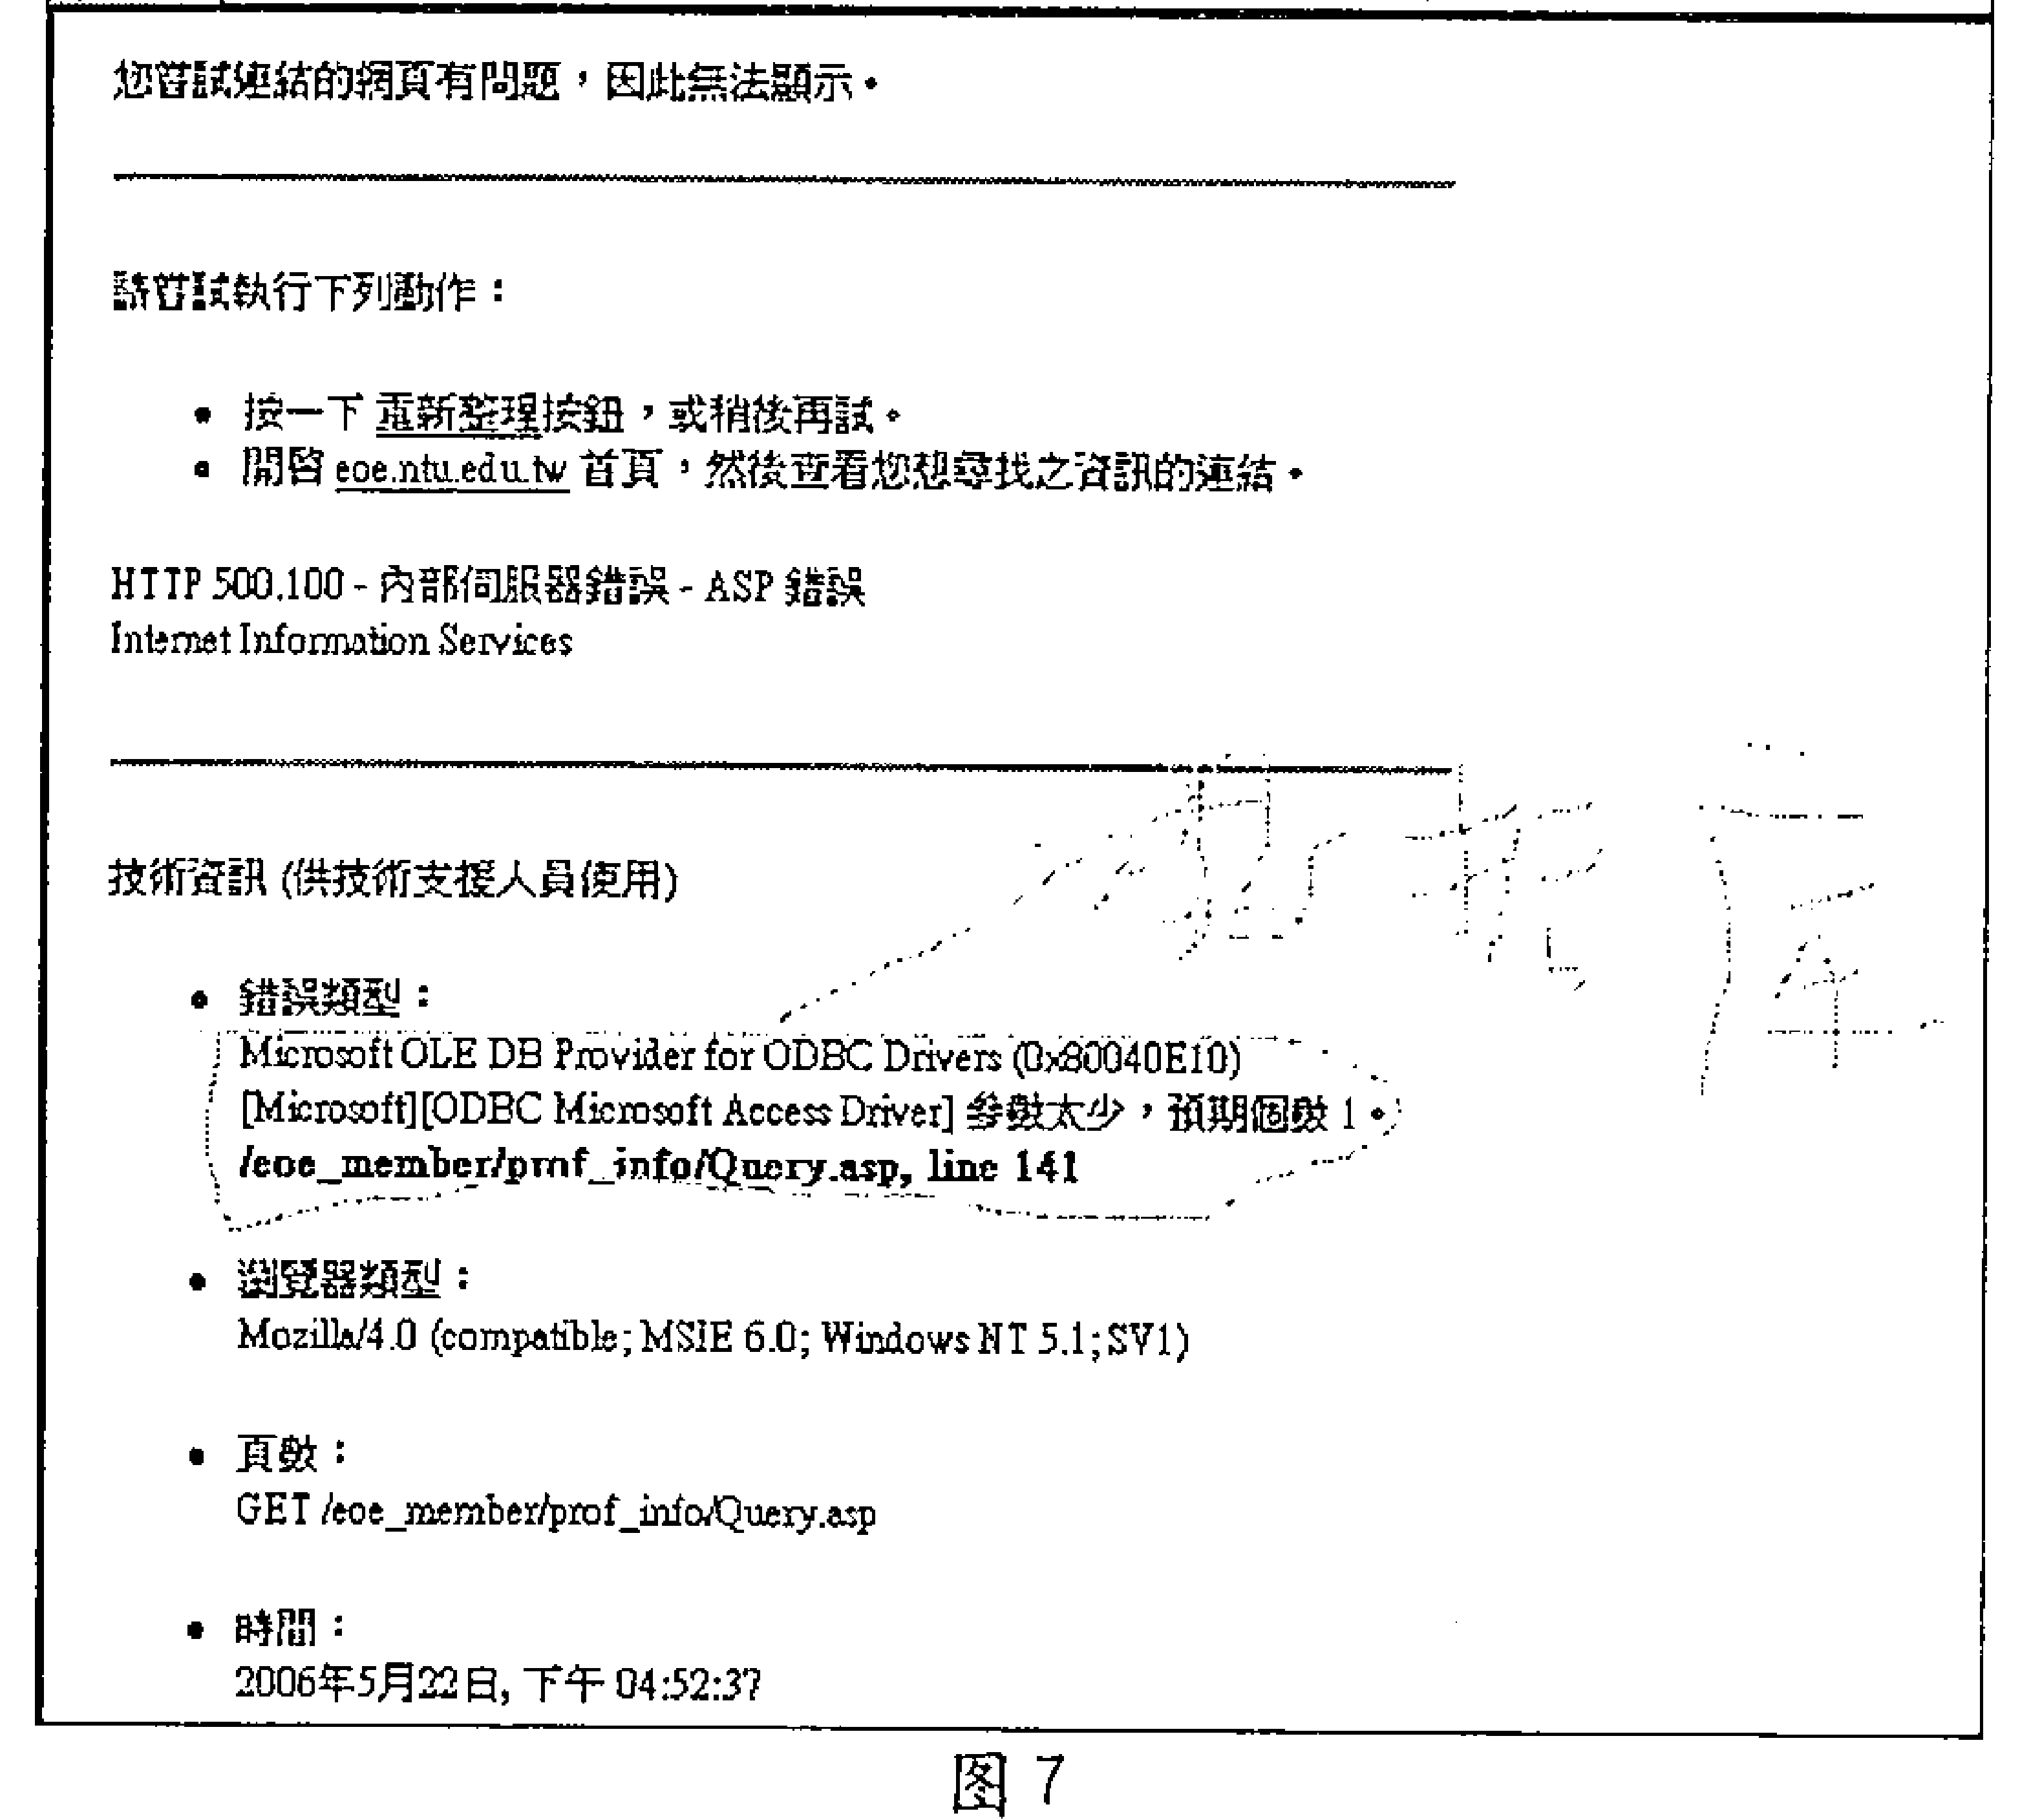 您嘗試連結的網頁有問題，因此無法顯示。
請嘗試執行下列動作：
• 按一下 重新整理按鈕，或稍後再試。
• 開啓 eoe.ntu.edu.tw 首頁，然後查看您想尋找之資訊的連結。
HTTP 500.100 - 內部伺服器錯誤 - ASP 錯誤
Internet Information Services
技術資訊 (供技術支援人員使用)
• 錯誤類型：
Microsoft OLE DB Provider for ODBC Drivers (0x80040E10)
[Microsoft][ODBC Microsoft Access Driver] 參數太少，預期個數 1。
/eoe_member/prof_info/Query.asp, line 141
• 瀏覽器類型：
Mozilla/4.0 (compatible; MSIE 6.0; Windows NT 5.1; SV1)
• 頁數：
GET /eoe_member/prof_info/Query.asp
• 時間：
2006年5月22日, 下午 04:52:37
图 7